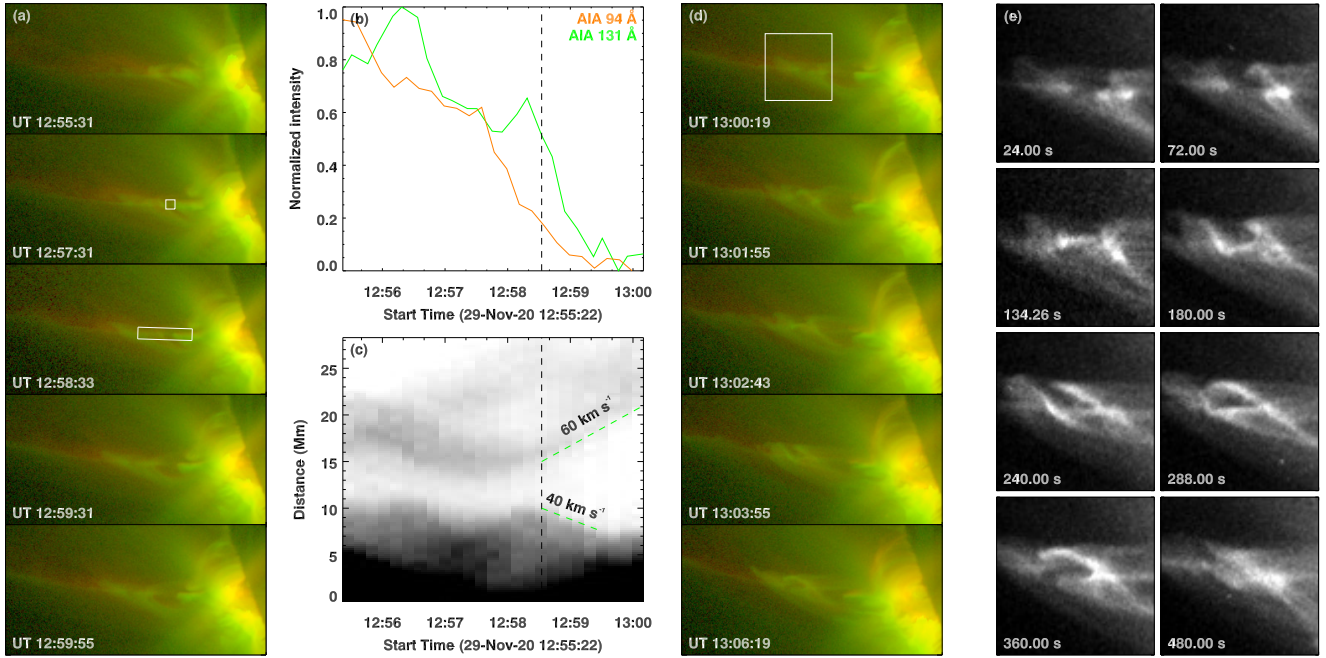 (a)
UT 12:55:31
UT 12:57:31
UT 12:58:33
UT 12:59:31
UT 12:59:55
(b)
AIA 94 Å
AIA 131 Å
Normalized intensity
1.0
0.8
0.6
0.4
0.2
0.0
12:56 12:57 12:58 12:59 13:00
Start Time (29-Nov-20 12:55:22)
(c)
Distance (Mm)
25
20
15
10
5
0
60 km s⁻¹
40 km s⁻¹
12:56 12:57 12:58 12:59 13:00
Start Time (29-Nov-20 12:55:22)
(d)
UT 13:00:19
UT 13:01:55
UT 13:02:43
UT 13:03:55
UT 13:06:19
(e)
24.00 s
72.00 s
134.26 s
180.00 s
240.00 s
288.00 s
360.00 s
480.00 s